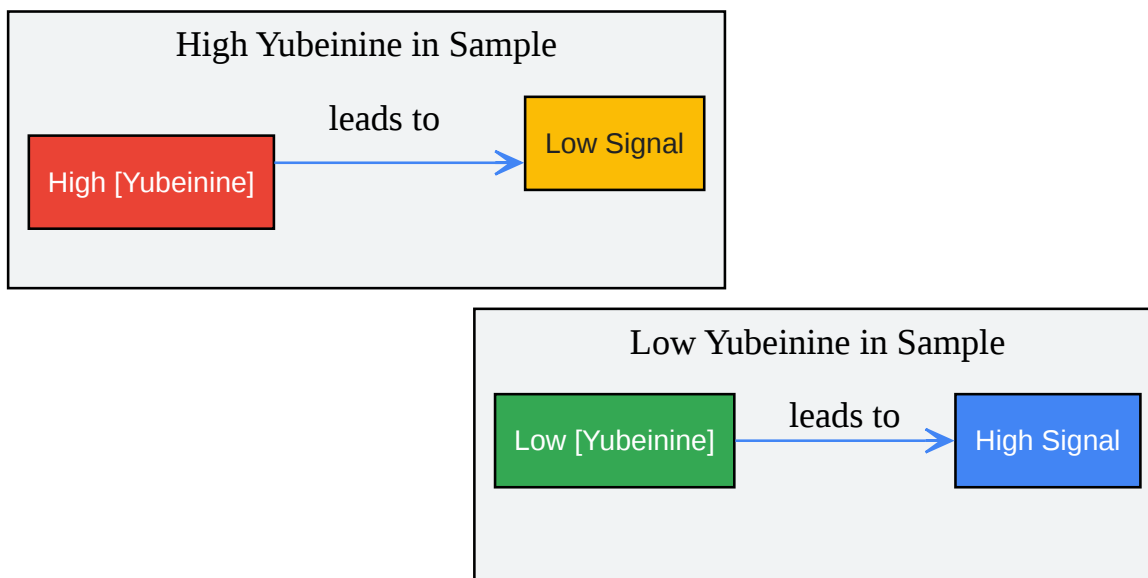 High Yubeinine in Sample
leads to
High [Yubeinine]
Low Signal
Low Yubeinine in Sample
leads to
Low [Yubeinine]
High Signal